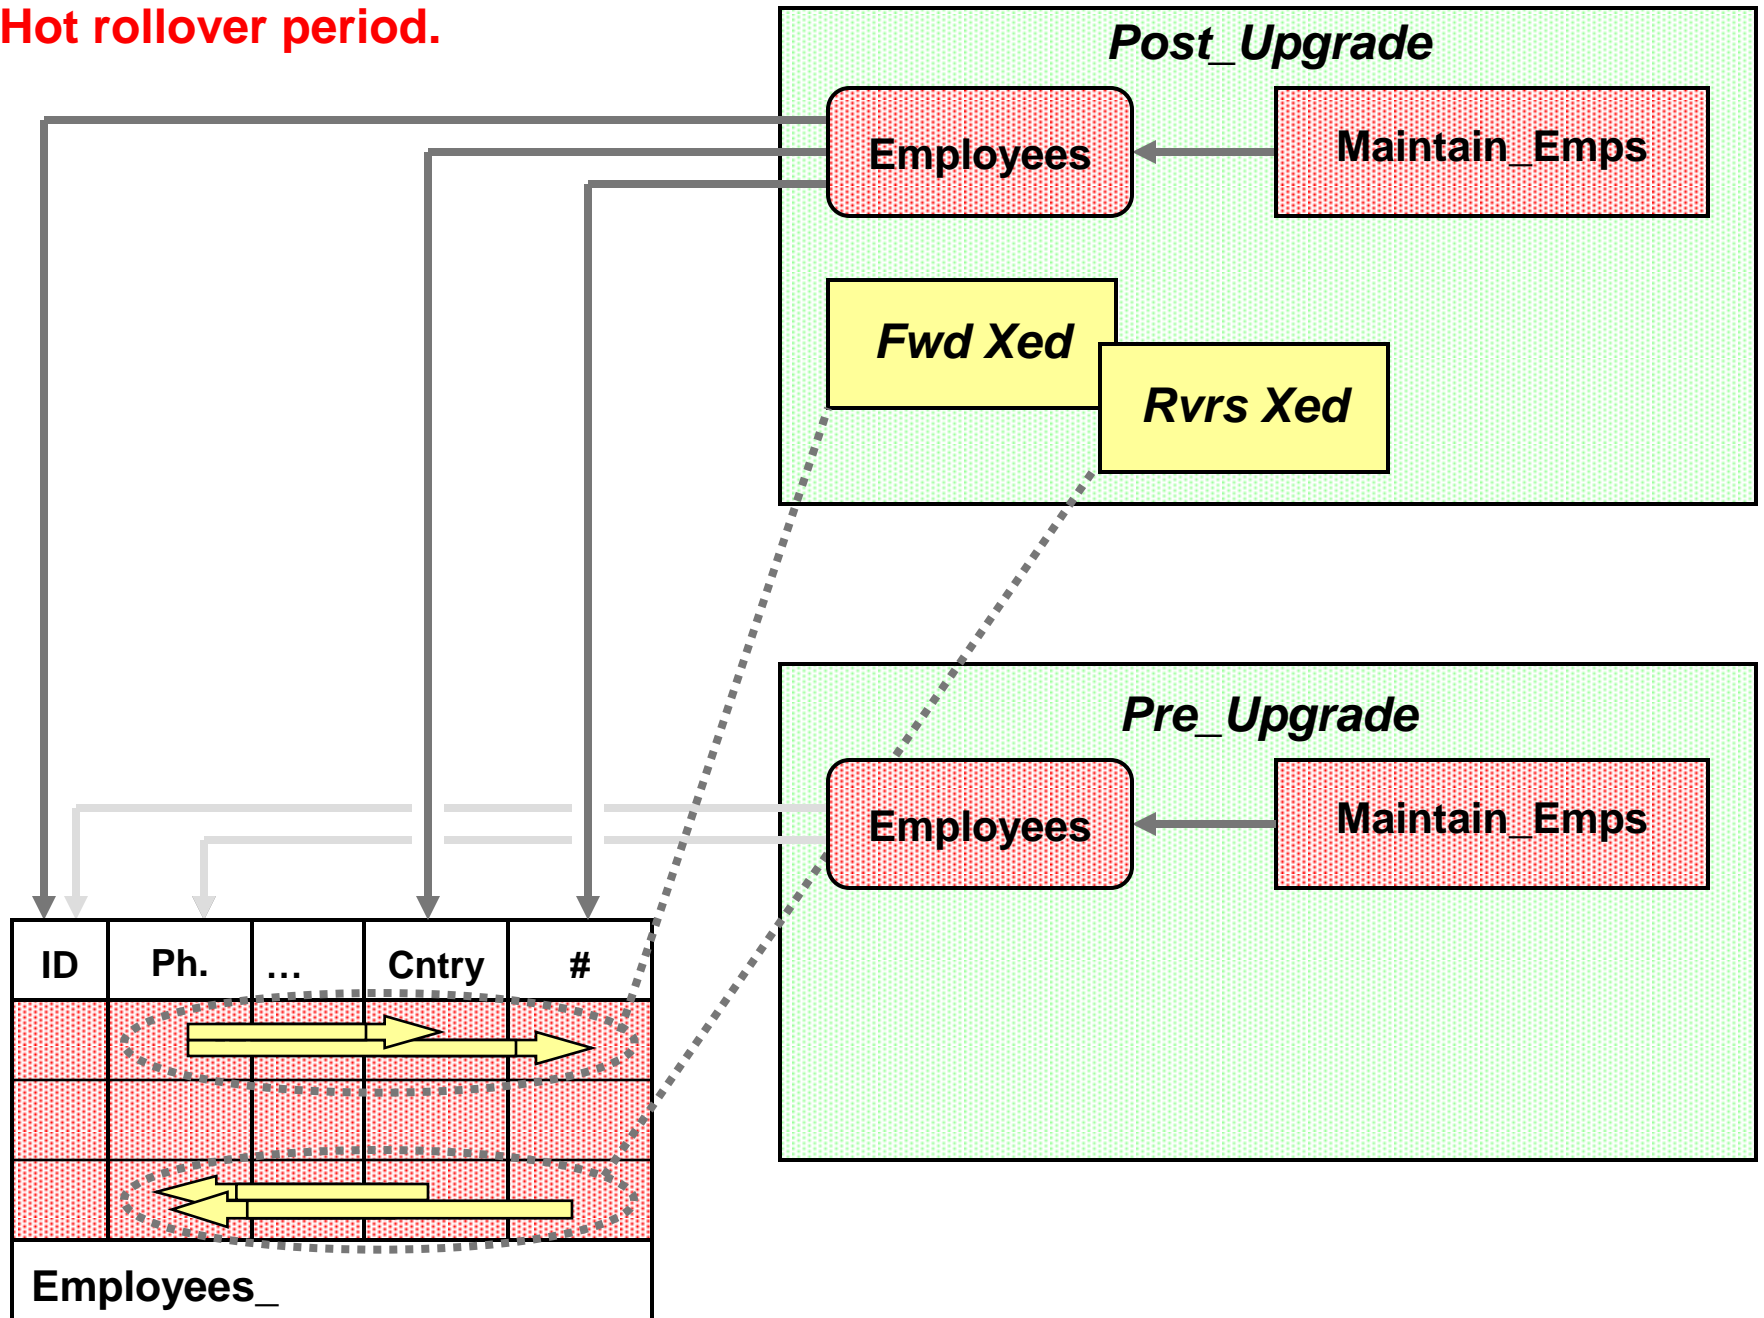 Hot rollover period.
Post_Upgrade
Employees
Maintain_Emps
Fwd Xed
Rvrs Xed
Pre_Upgrade
Employees
Maintain_Emps
ID Ph. ... Cntry #
Employees_